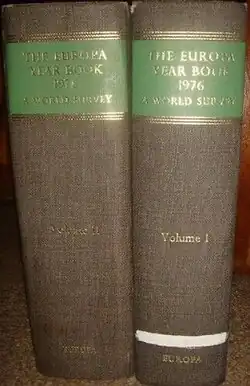 THE EUROPA
YEAR BOOK
A WORLD SURVEY
Volume II
EUROPA
THE EUROPA
YEAR BOOK
1976
A WORLD SURVEY
Volume I
EUROPA